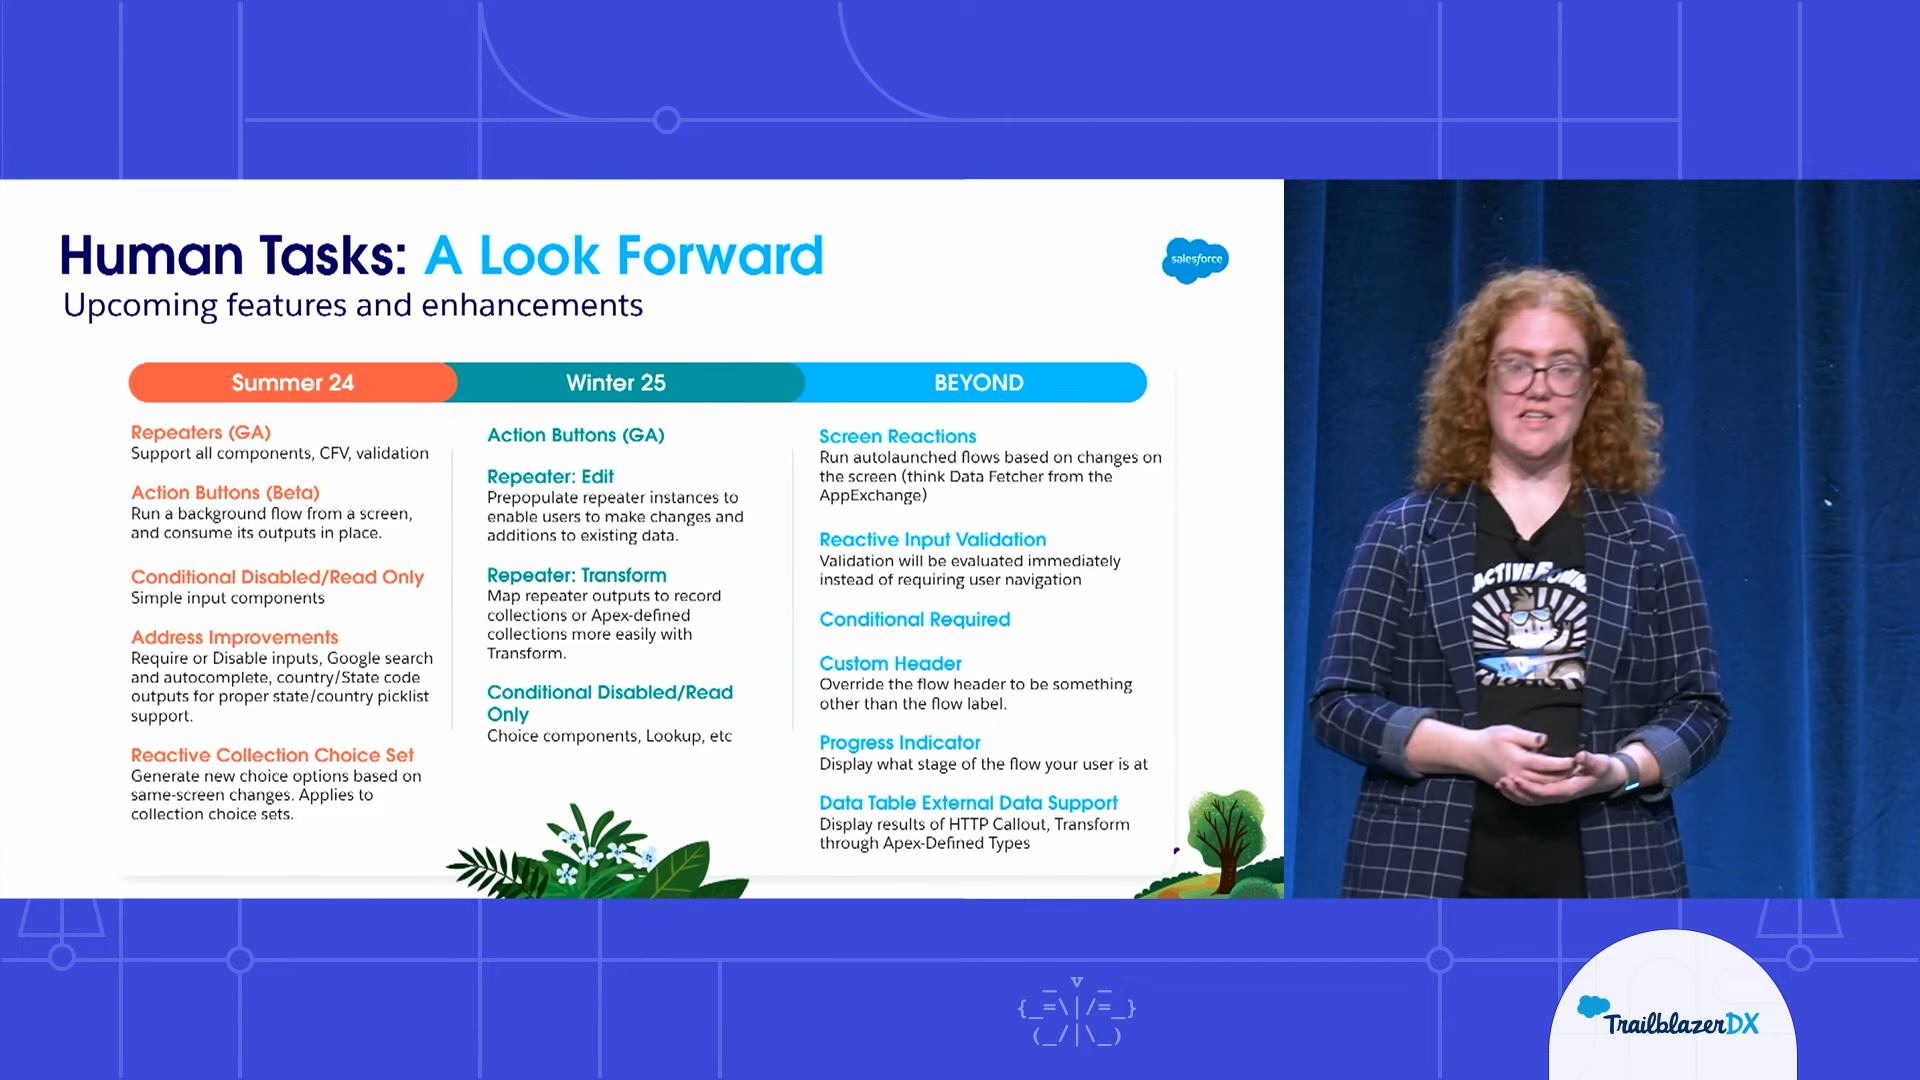 Human Tasks: A Look Forward
Upcoming features and enhancements
salesforce
Summer 24
Repeaters (GA)
Support all components, CFV, validation
Action Buttons (Beta)
Run a background flow from a screen,
and consume its outputs in place.
Conditional Disabled/Read Only
Simple input components
Address Improvements
Require or Disable inputs, Google search
and autocomplete, country/State code
outputs for proper state/country picklist
support.
Reactive Collection Choice Set
Generate new choice options based on
same-screen changes. Applies to
collection choice sets.
Winter 25
Action Buttons (GA)
Repeater: Edit
Prepopulate repeater instances to
enable users to make changes and
additions to existing data.
Repeater: Transform
Map repeater outputs to record
collections or Apex-defined
collections more easily with
Transform.
Conditional Disabled/Read
Only
Choice components, Lookup, etc
BEYOND
Screen Reactions
Run autolaunched flows based on changes on
the screen (think Data Fetcher from the
AppExchange)
Reactive Input Validation
Validation will be evaluated immediately
instead of requiring user navigation
Conditional Required
Custom Header
Override the flow header to be something
other than the flow label.
Progress Indicator
Display what stage of the flow your user is at
Data Table External Data Support
Display results of HTTP Callout, Transform
through Apex-Defined Types
TrailblazerDX